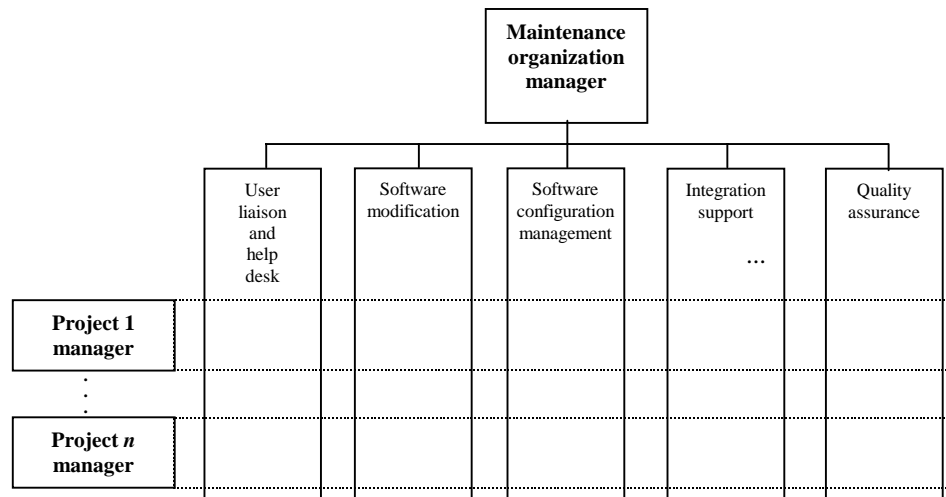 Maintenance
organization
manager
User
liaison
and
help
desk
Software
modification
Software
configuration
management
Integration
support
...
Quality
assurance
Project 1
manager
.
.
.
Project n
manager